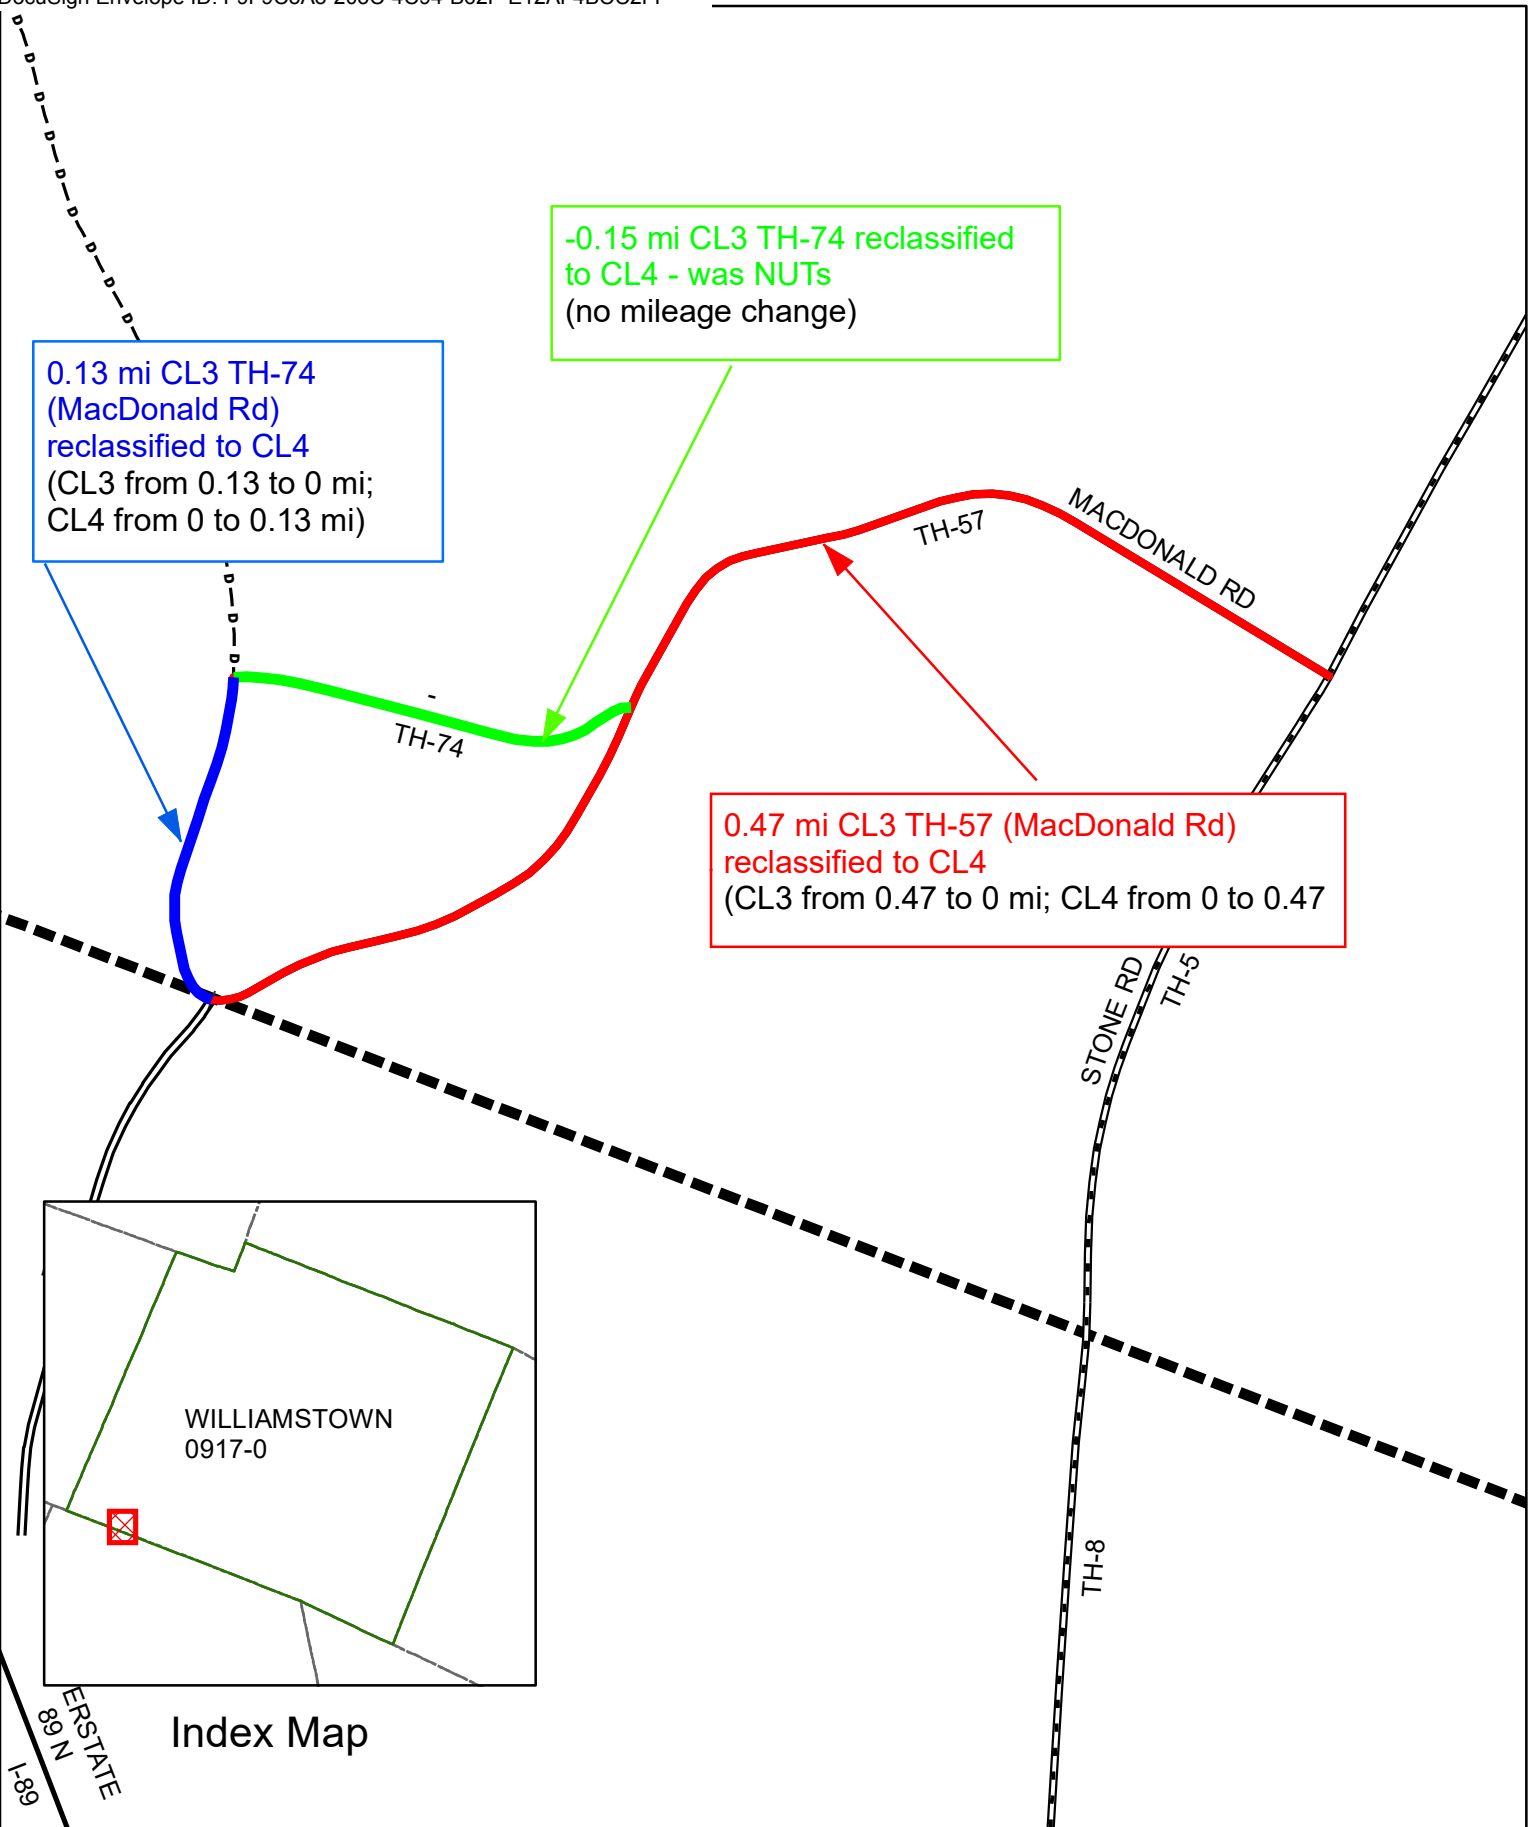 -0.15 mi CL3 TH-74 reclassified
to CL4 - was NUTs
(no mileage change)
0.13 mi CL3 TH-74
(MacDonald Rd)
reclassified to CL4
(CL3 from 0.13 to 0 mi;
CL4 from 0 to 0.13 mi)
D
D
D
D
D
D
D
D
D
D
D
D
MACDONALD RD
TH-57
-
TH-74
0.47 mi CL3 TH-57 (MacDonald Rd)
reclassified to CL4
(CL3 from 0.47 to 0 mi; CL4 from 0 to 0.47
STONE RD
TH-5
WILLIAMSTOWN
0917-0
TH-8
Index Map
ERSTATE
89 N
I-89